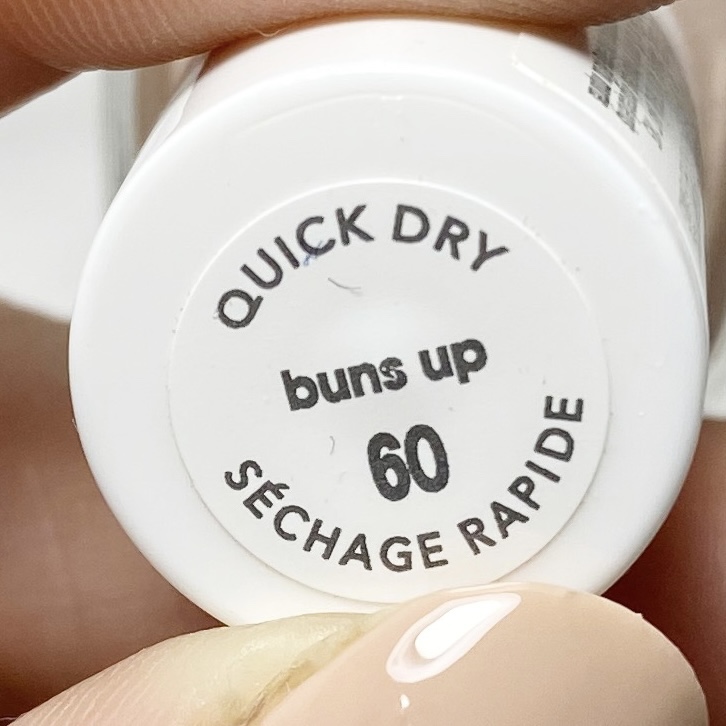 QUICK DRY
buns up
60
SÉCHAGE RAPIDE